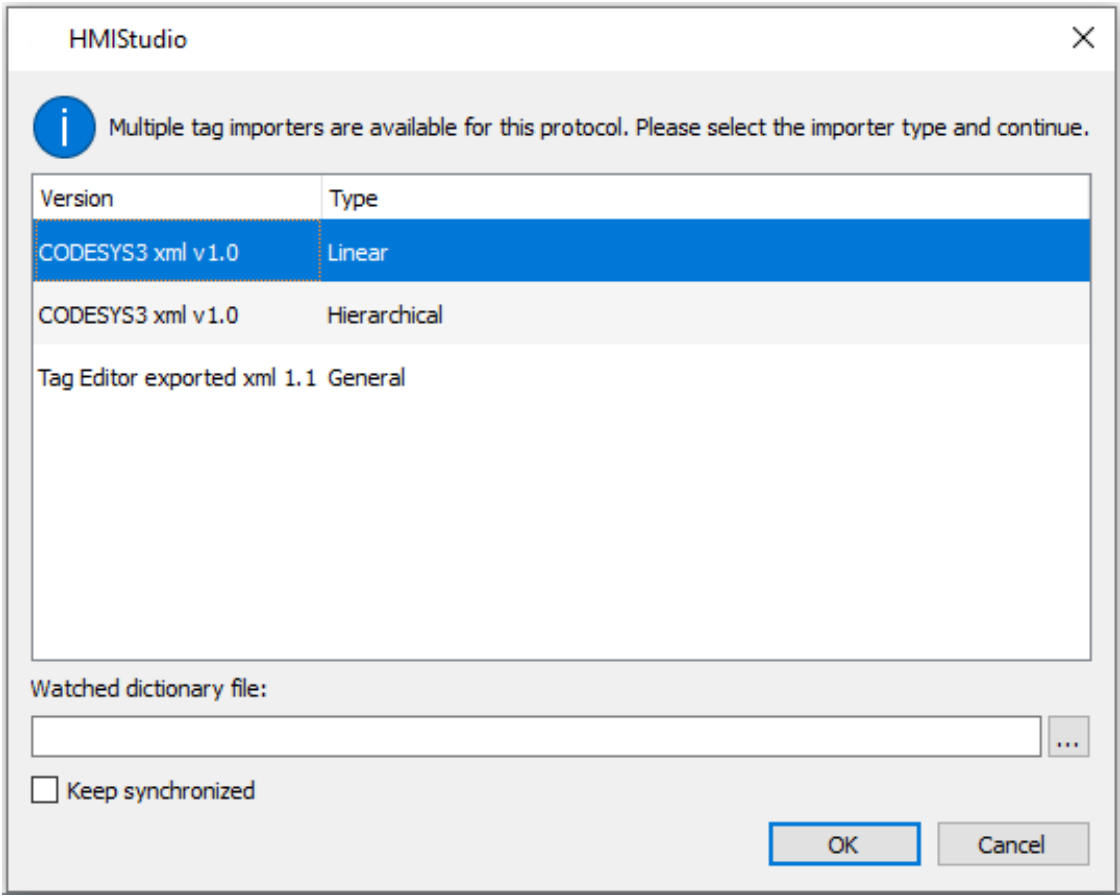 HMIStudio
Multiple tag importers are available for this protocol. Please select the importer type and continue.
Version Type
CODESYS3 xml v1.0 Linear
CODESYS3 xml v1.0 Hierarchical
Tag Editor exported xml 1.1 General
Watched dictionary file:
...
Keep synchronized
OK Cancel